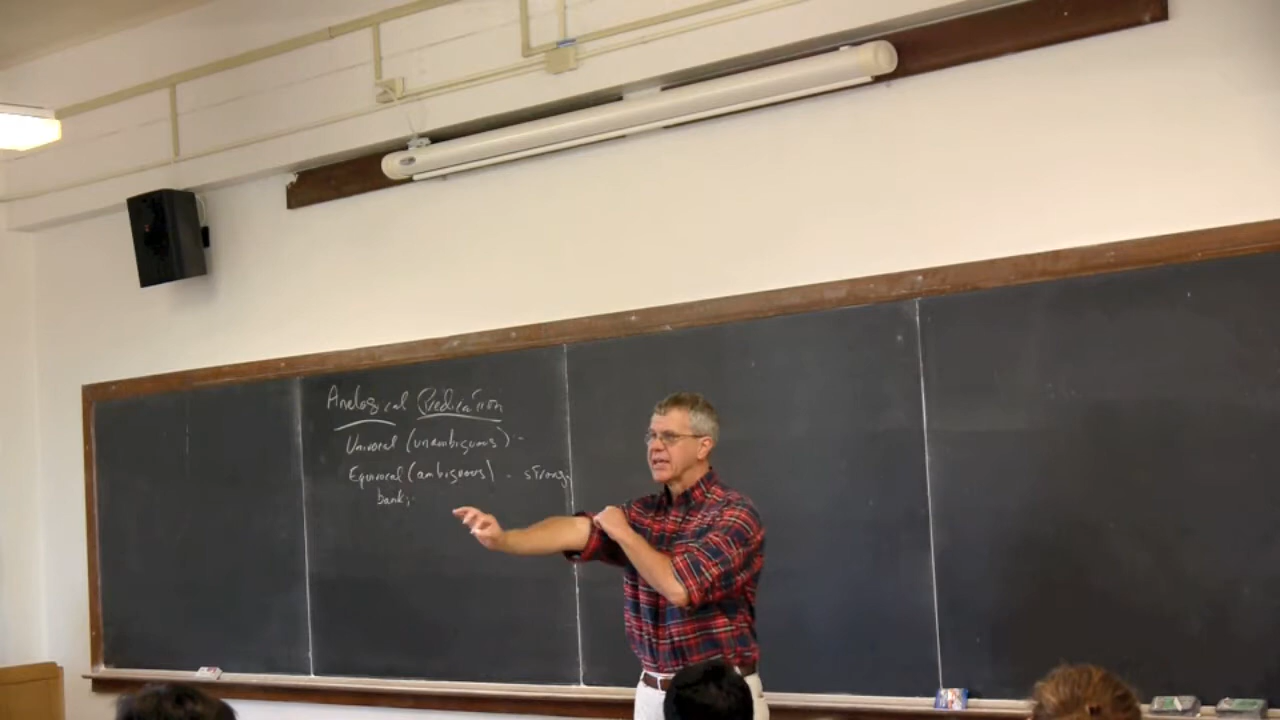 Analogical Predication
Univocal (unambiguous) -
Equivocal (ambiguous) - strong,
bank;